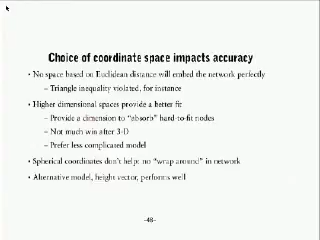 Choice of coordinate space impacts accuracy
• No space based on Euclidean distance will embed the network perfectly
– Triangle inequality violated, for instance
• Higher dimensional spaces provide a better fit
– Provide a dimension to “absorb” hard-to-fit nodes
– Not much win after 3-D
– Prefer less complicated model
• Spherical coordinates don't help: no “wrap around” in network
• Alternative model, height vector, performs well
-48-